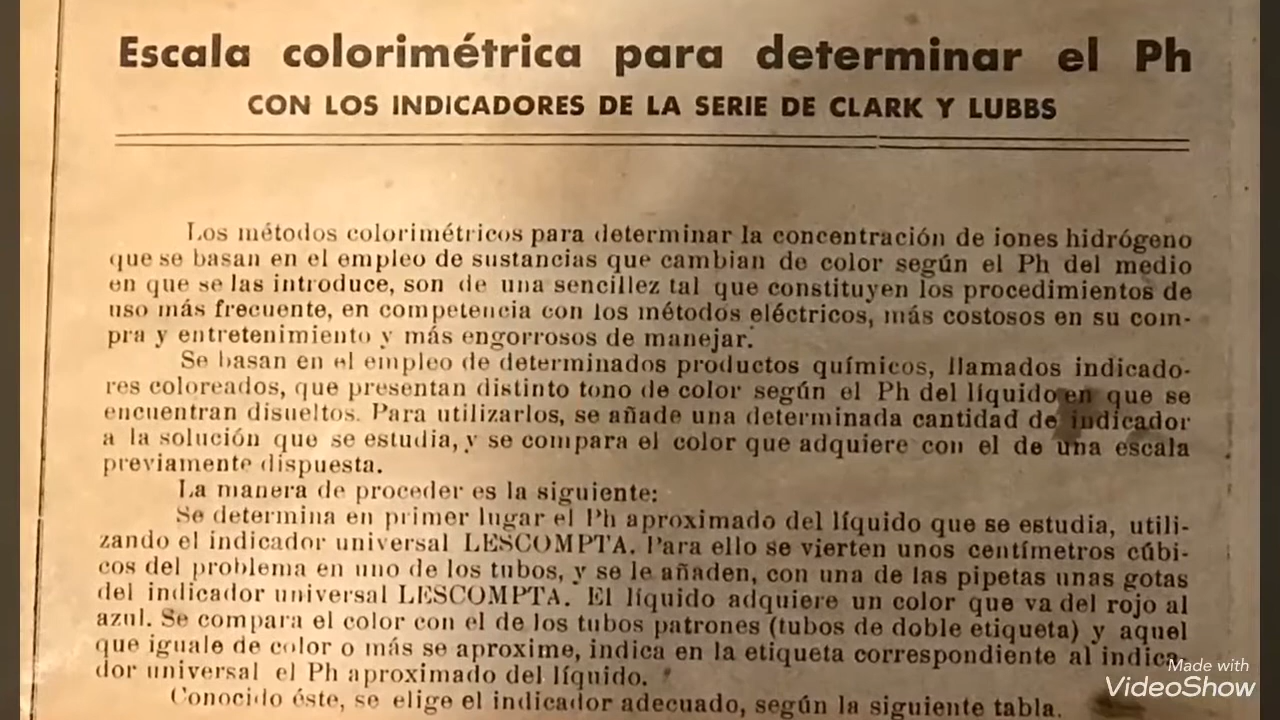 Escala colorimétrica para determinar el Ph
CON LOS INDICADORES DE LA SERIE DE CLARK Y LUBBS
Los métodos colorimétricos para determinar la concentración de iones hidrógeno
que se basan en el empleo de sustancias que cambian de color según el Ph del medio
en que se las introduce, son de una sencillez tal que constituyen los procedimientos de
uso más frecuente, en competencia con los métodos eléctricos, más costosos en su com-
pra y entretenimiento y más engorrosos de manejar.
Se basan en el empleo de determinados productos químicos, llamados indicado-
res coloreados, que presentan distinto tono de color según el Ph del líquido en que se
encuentran disueltos. Para utilizarlos, se añade una determinada cantidad de indicador
a la solución que se estudia, y se compara el color que adquiere con el de una escala
previamente dispuesta.
La manera de proceder es la siguiente:
Se determina en primer lugar el Ph aproximado del líquido que se estudia, utili-
zando el indicador universal LESCOMPTA. Para ello se vierten unos centímetros cúbi-
cos del problema en uno de los tubos, y se le añaden, con una de las pipetas unas gotas
del indicador universal LESCOMPTA. El líquido adquiere un color que va del rojo al
azul. Se compara el color con el de los tubos patrones (tubos de doble etiqueta) y aquel
que iguale de color o más se aproxime, indica en la etiqueta correspondiente al indica-
dor universal el Ph aproximado del líquido.
Conocido éste, se elige el indicador adecuado, según la siguiente tabla.
Made with
VideoShow